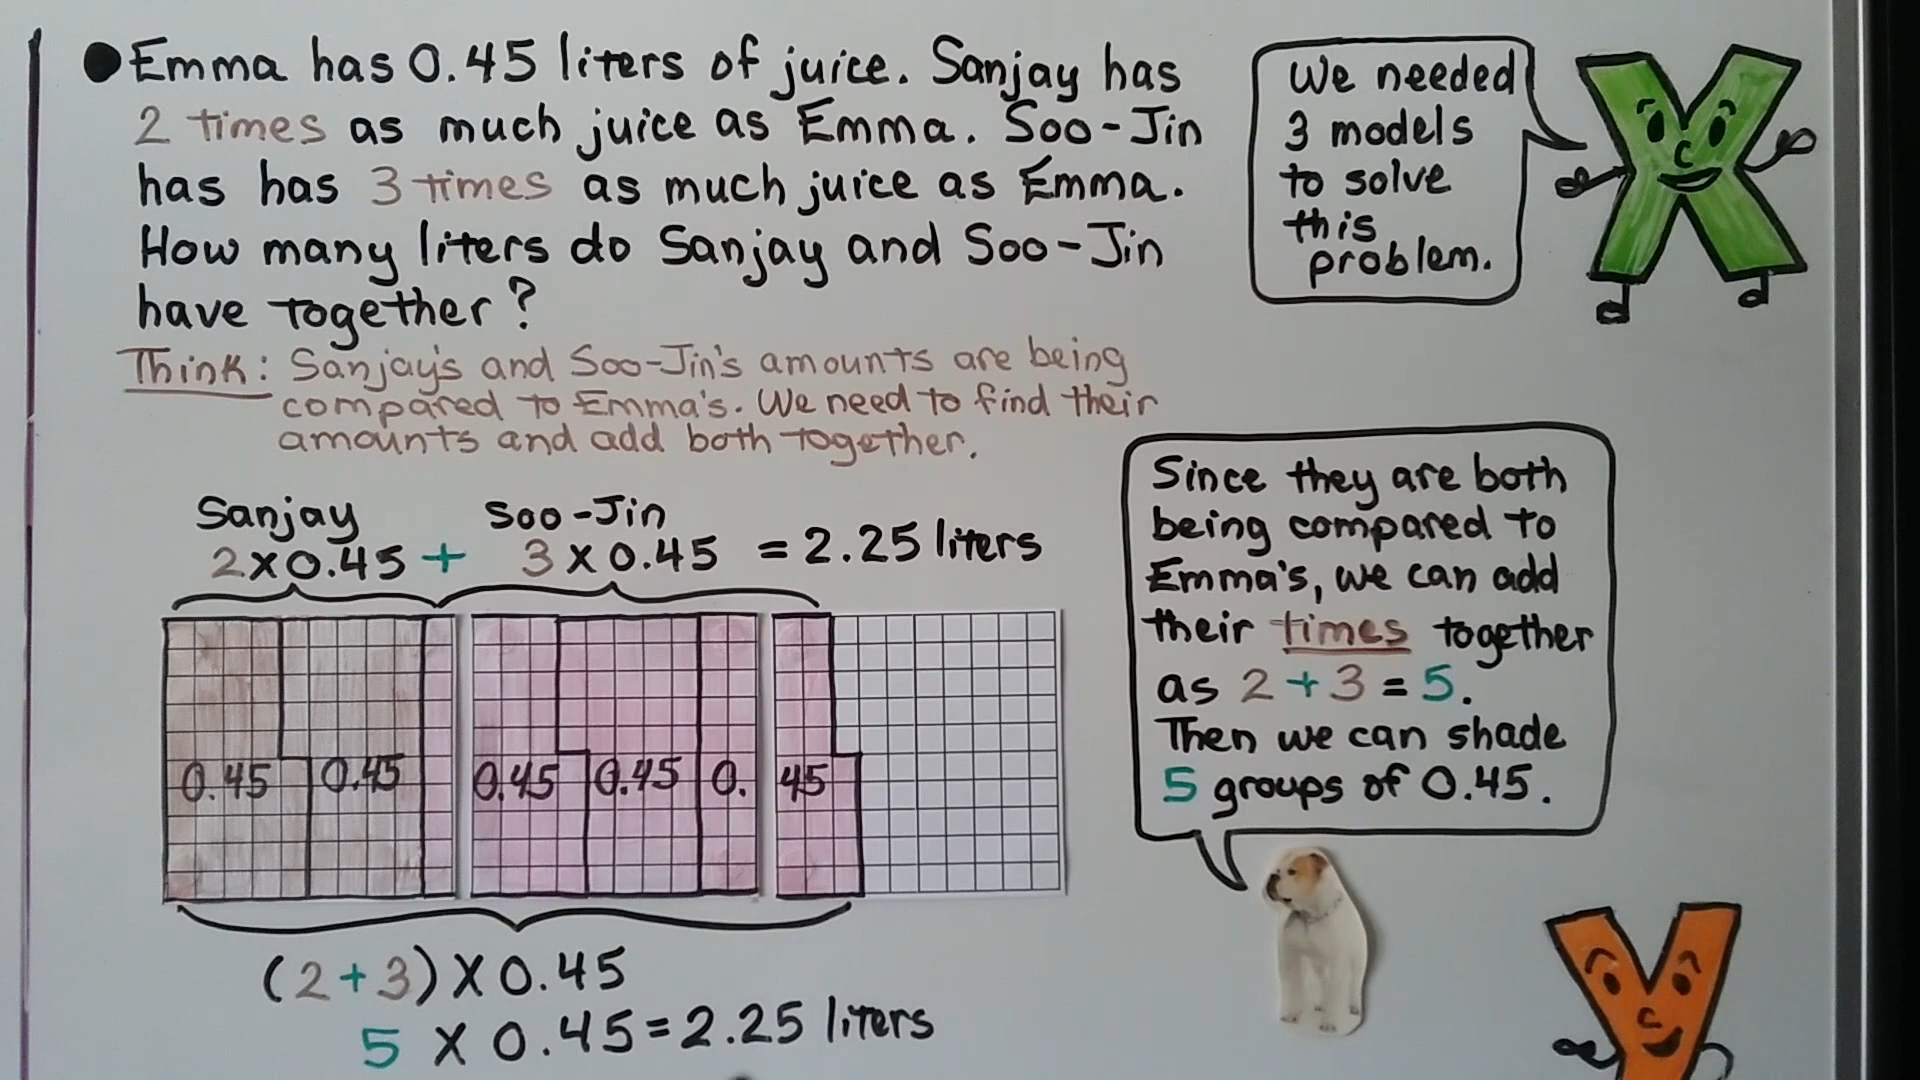 Emma has 0.45 liters of juice. Sanjay has
2 times as much juice as Emma. Soo-Jin
has has 3 times as much juice as Emma.
How many liters do Sanjay and Soo-Jin
have together?
Think: Sanjay's and Soo-Jin's amounts are being
compared to Emma's. We need to find their
amounts and add both together.
We needed
3 models
to solve
this
problem.
Sanjay Soo-Jin
2×0.45 + 3×0.45 = 2.25 liters
0.45 0.45 0.45 0.45 0. 45
(2+3)×0.45
5 × 0.45=2.25 liters
Since they are both
being compared to
Emma's, we can add
their times together
as 2+3=5.
Then we can shade
5 groups of 0.45.